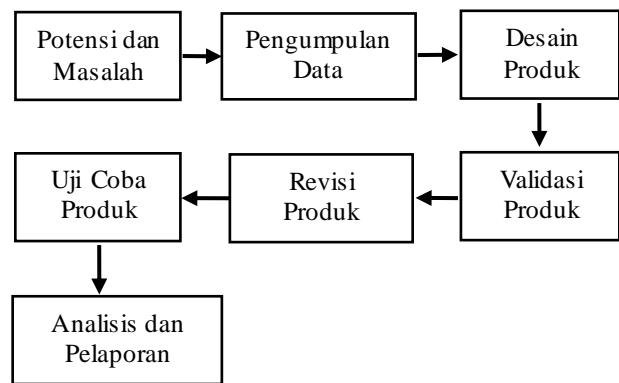 Potensi dan
Masalah
Pengumpulan
Data
Desain
Produk
Validasi
Produk
Revisi
Produk
Uji Coba
Produk
Analisis dan
Pelaporan